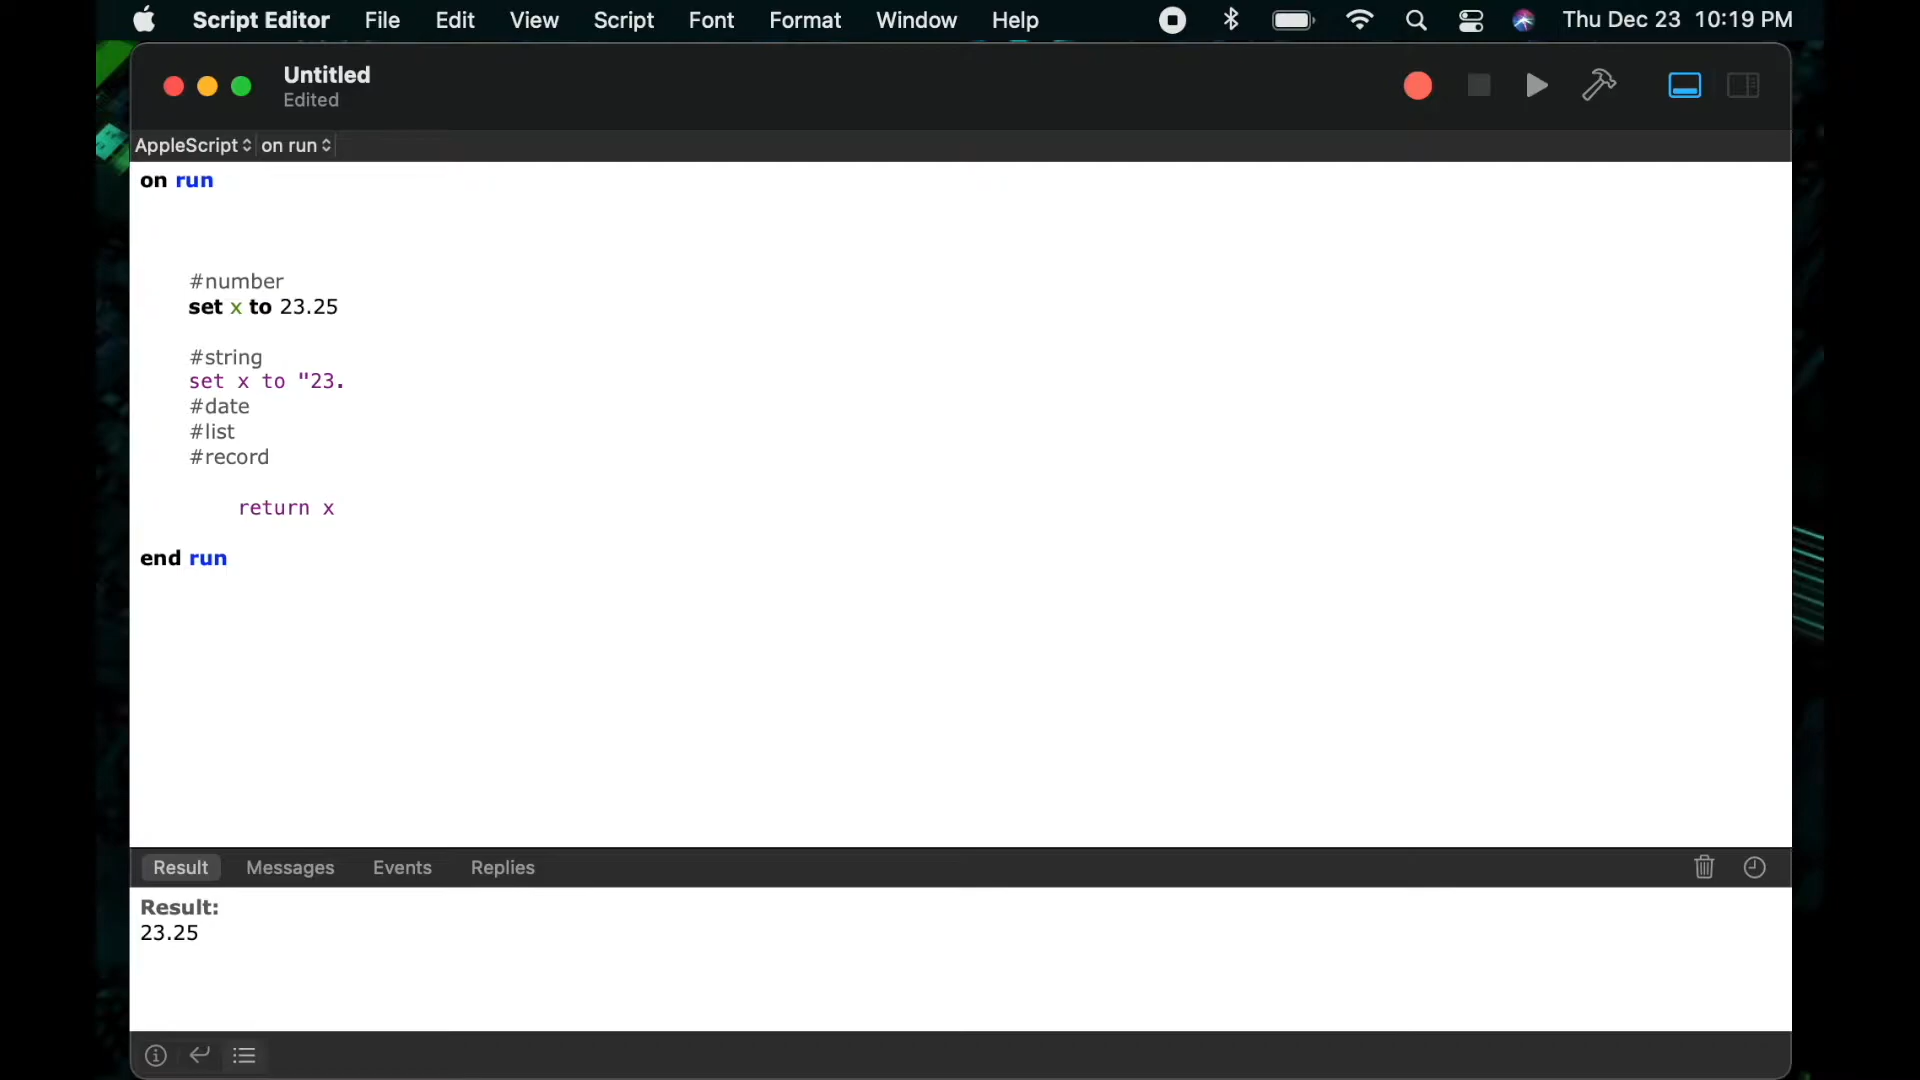 Script Editor File Edit View Script Font Format Window Help Thu Dec 23 10:19 PM
Untitled
Edited
AppleScript on run
on run
#number
set x to 23.25
#string
set x to "23.
#date
#list
#record
return x
end run
Result Messages Events Replies
Result:
23.25